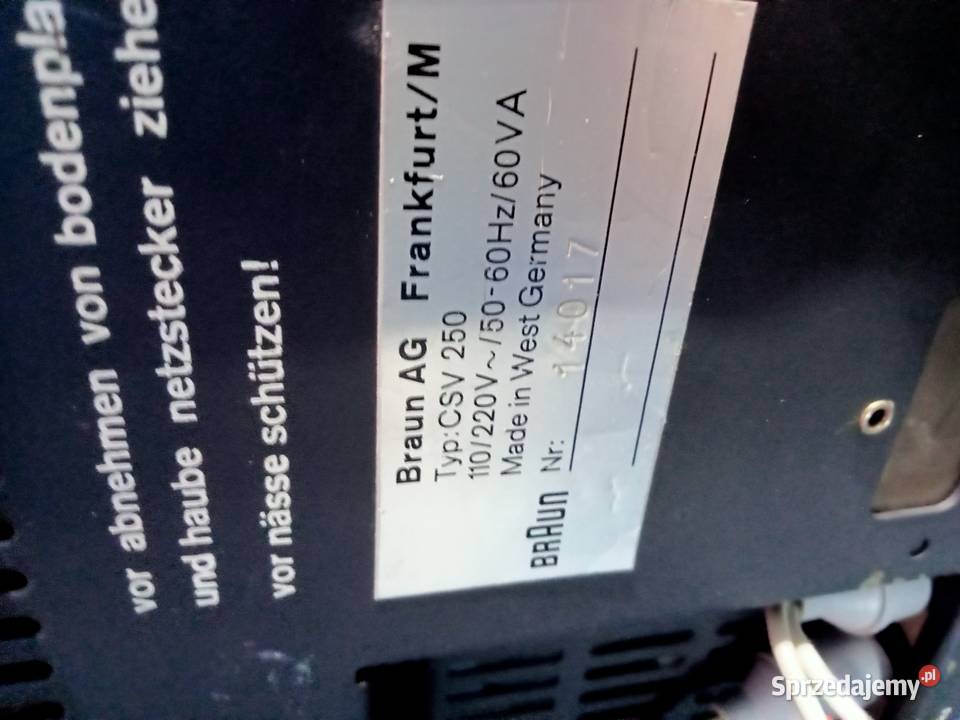 vor abnehmen von bodenpla
und haube netzstecker ziehe
vor nässe schützen!
Braun AG Frankfurt/M
Typ:CSV 250
110/220V~/50-60Hz/60VA
Made in West Germany
BRAUN Nr: 14017
Sprzedajemy.pl